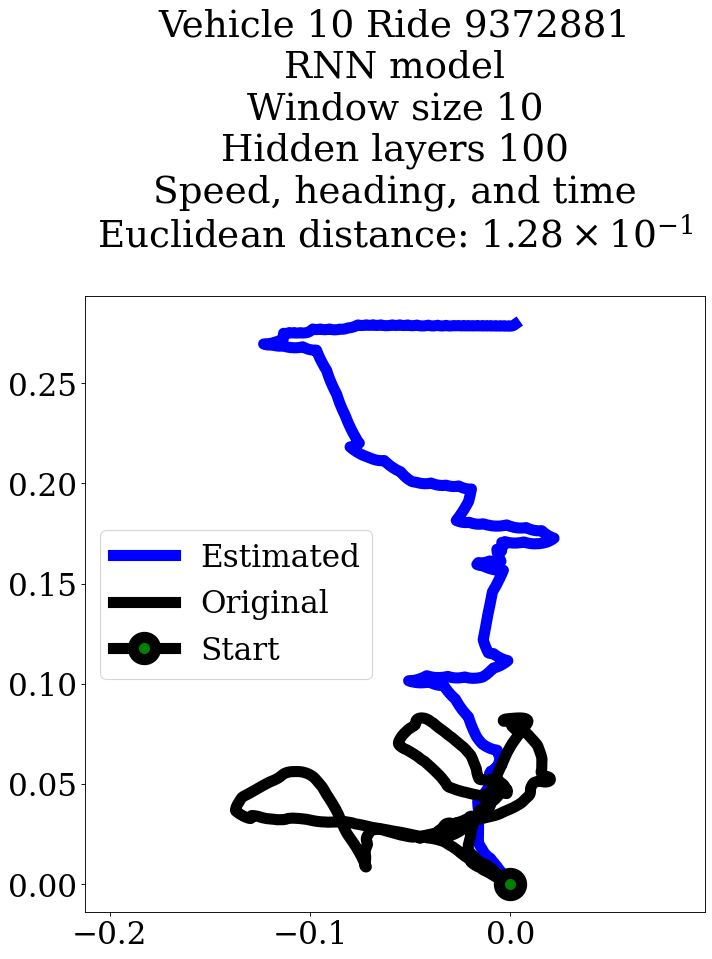 Vehicle 10 Ride 9372881
RNN model
Window size 10
Hidden layers 100
Speed, heading, and time
Euclidean distance: 1.28 × 10⁻¹
0.25
0.20
0.15
0.10
0.05
0.00
Estimated
Original
Start
−0.2
−0.1
0.0